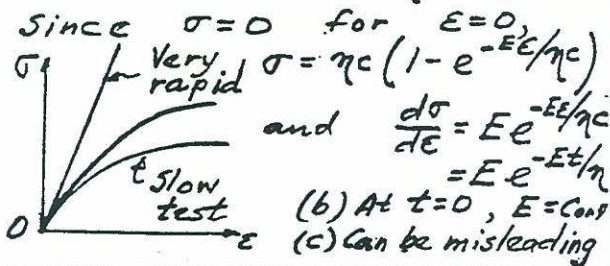 Since σ=0 for ε=0,
σ Very rapid σ = ηc (1 - e^{-Eε/ηc})
and dσ/dε = E e^{-Eε/ηc}
= E e^{-Et/η}
t slow test
(b) At t=0, E=Cons
0 ε (c) Can be misleading